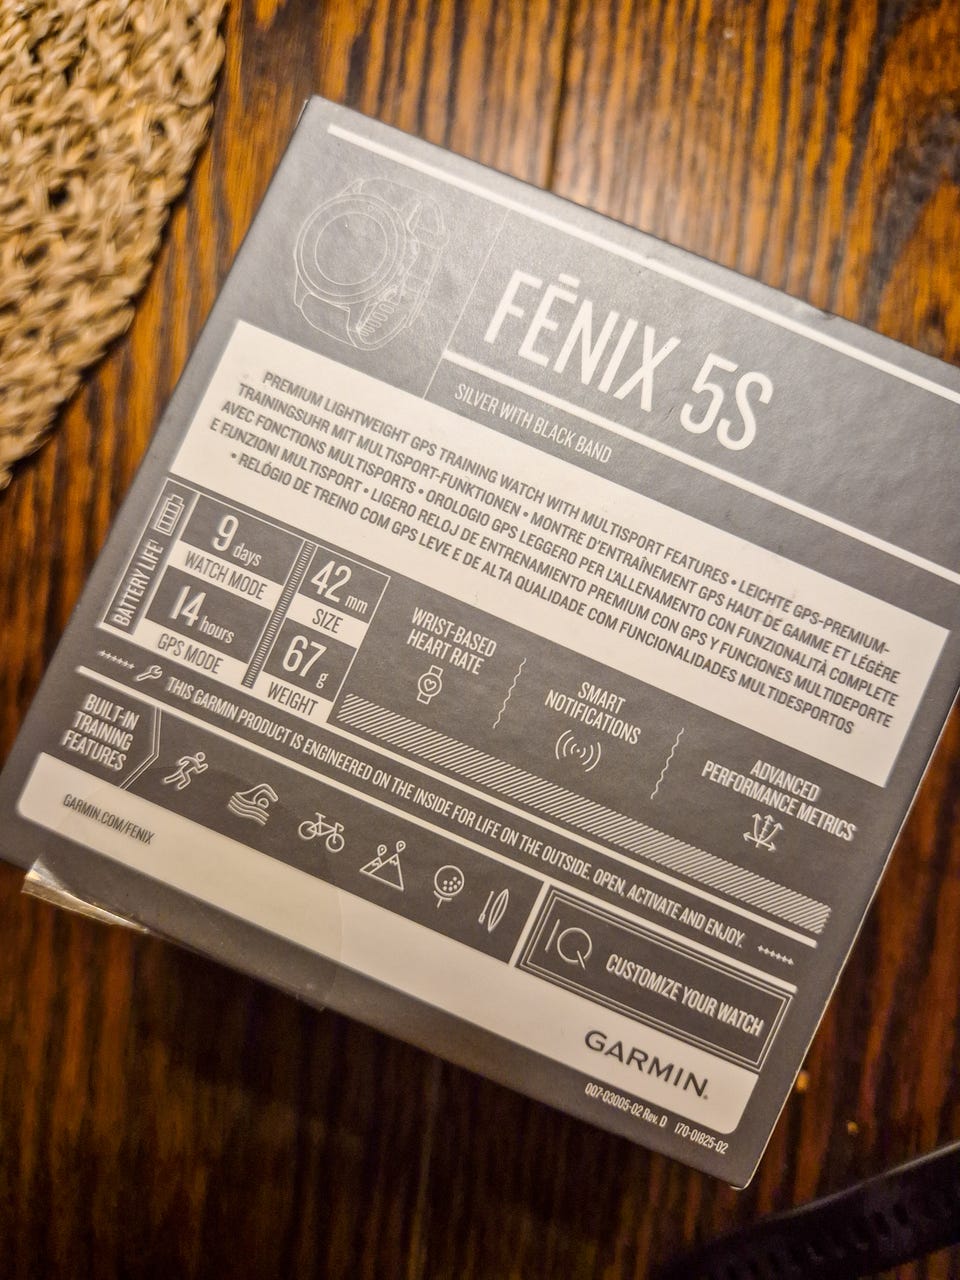 FĒNIX 5S
SILVER WITH BLACK BAND
PREMIUM LIGHTWEIGHT GPS TRAINING WATCH WITH MULTISPORT FEATURES • LEICHTE GPS-PREMIUM-
TRAININGSUHR MIT MULTISPORT-FUNKTIONEN • MONTRE D'ENTRAÎNEMENT GPS HAUT DE GAMME ET LÉGÈRE
AVEC FONCTIONS MULTISPORTS • OROLOGIO GPS LEGGERO PER L'ALLENAMENTO CON FUNZIONALITÀ COMPLETE
E FUNZIONI MULTISPORT • LIGERO RELOJ DE ENTRENAMIENTO PREMIUM CON GPS Y FUNCIONES MULTIDEPORTE
• RELÓGIO DE TREINO COM GPS LEVE E DE ALTA QUALIDADE COM FUNCIONALIDADES MULTIDESPORTOS
BATTERY LIFE
9 days
WATCH MODE
14 hours
GPS MODE
42 mm
SIZE
67 g
WEIGHT
WRIST-BASED
HEART RATE
SMART
NOTIFICATIONS
ADVANCED
PERFORMANCE METRICS
THIS GARMIN PRODUCT IS ENGINEERED ON THE INSIDE FOR LIFE ON THE OUTSIDE. OPEN, ACTIVATE AND ENJOY.
BUILT-IN
TRAINING
FEATURES
IQ CUSTOMIZE YOUR WATCH
GARMIN.COM/FENIX
GARMIN.
007-03005-02 Rev. D 170-01825-02